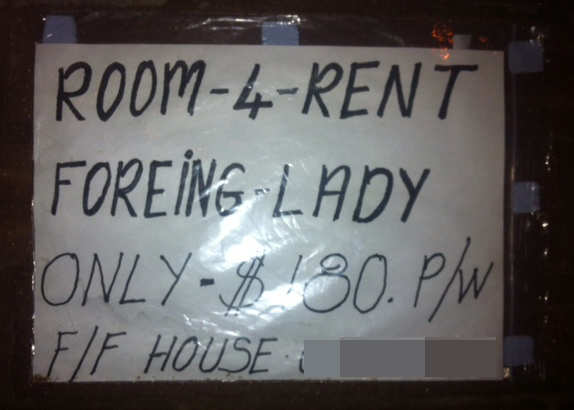 ROOM-4-RENT
FOREING-LADY
ONLY-$180. P/W
F/F HOUSE